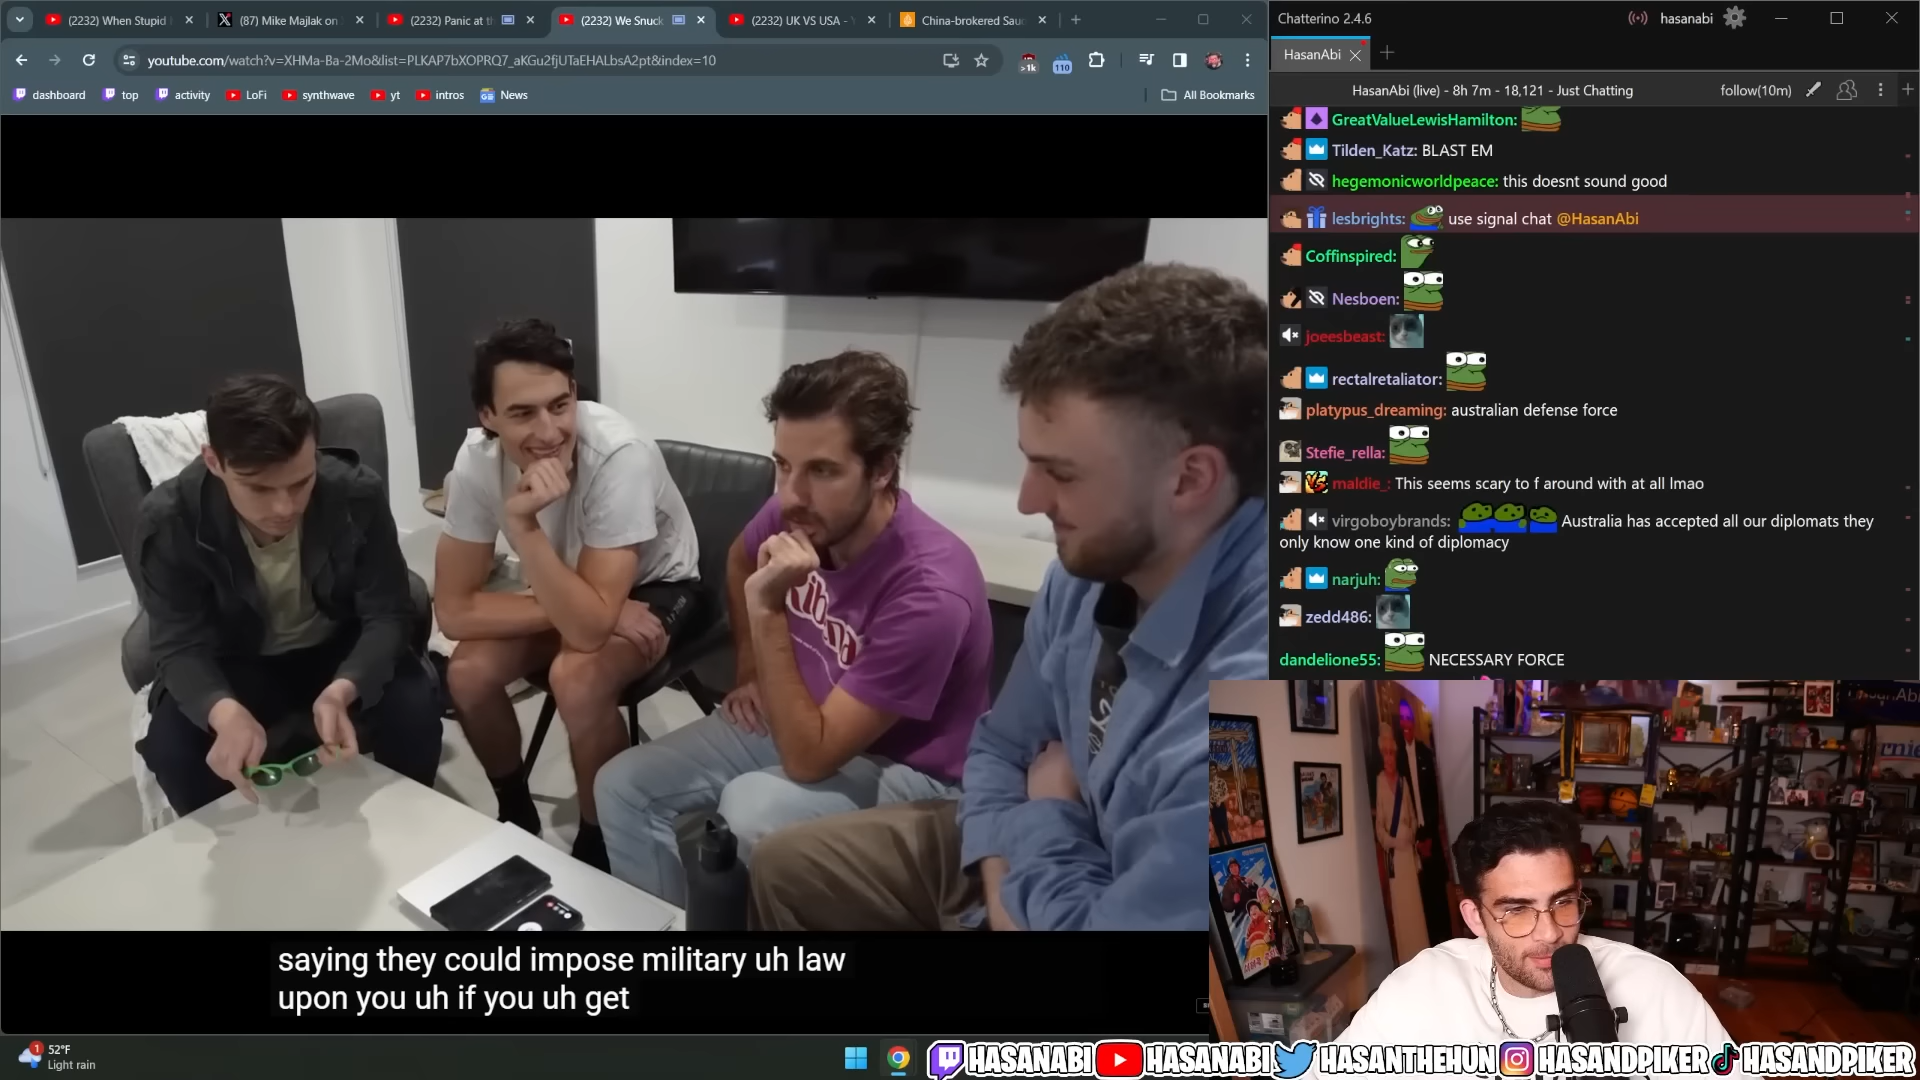 (2232) When Stupid
(87) Mike Majlak on
(2232) Panic at th
(2232) We Snuck
(2232) UK VS USA - Y
China-brokered Saud
youtube.com/watch?v=XHMa-Ba-2Mo&list=PLKAP7bXOPRQ7_aKGu2fjUTaEHALbsA2pt&index=10
>1k
110
dashboard
top
activity
LoFi
synthwave
yt
intros
News
All Bookmarks
saying they could impose military uh law
upon you uh if you uh get
Chatterino 2.4.6
hasanabi
HasanAbi
HasanAbi (live) - 8h 7m - 18,121 - Just Chatting
follow(10m)
GreatValueLewisHamilton:
Tilden_Katz: BLAST EM
hegemonicworldpeace: this doesnt sound good
lesbrights: use signal chat @HasanAbi
Coffinspired:
Nesboen:
joeesbeast:
rectalretaliator:
platypus_dreaming: australian defense force
Stefie_rella:
maldie_: This seems scary to f around with at all lmao
virgoboybrands: Australia has accepted all our diplomats they
only know one kind of diplomacy
narjuh:
zedd486:
dandelione55: NECESSARY FORCE
1
52°F
Light rain
HASANABI
HASANABI
HASANTHEHUN
HASANDPIKER
HASANDPIKER